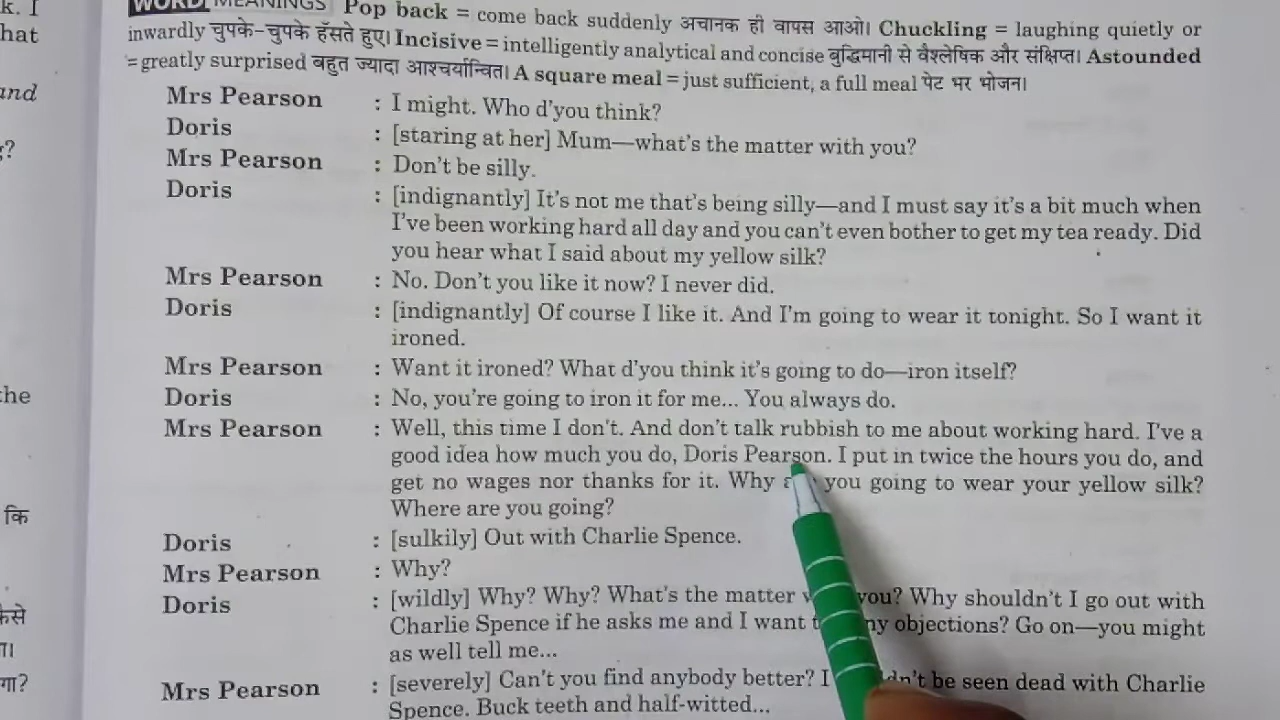 k. I
hat
and
?
the
कि
कैसे
गा?
WORD MEANINGS Pop back = come back suddenly अचानक ही वापस आओ। Chuckling = laughing quietly or
inwardly चुपके-चुपके हँसते हुए। Incisive = intelligently analytical and concise बुद्धिमानी से वैश्लेषिक और संक्षिप्त। Astounded
= greatly surprised बहुत ज्यादा आश्चर्यान्वित। A square meal = just sufficient, a full meal पेट भर भोजन।
Mrs Pearson : I might. Who d'you think?
Doris : [staring at her] Mum—what's the matter with you?
Mrs Pearson : Don't be silly.
Doris : [indignantly] It's not me that's being silly—and I must say it's a bit much when
I've been working hard all day and you can't even bother to get my tea ready. Did
you hear what I said about my yellow silk?
Mrs Pearson : No. Don't you like it now? I never did.
Doris : [indignantly] Of course I like it. And I'm going to wear it tonight. So I want it
ironed.
Mrs Pearson : Want it ironed? What d'you think it's going to do—iron itself?
Doris : No, you're going to iron it for me... You always do.
Mrs Pearson : Well, this time I don't. And don't talk rubbish to me about working hard. I've a
good idea how much you do, Doris Pearson. I put in twice the hours you do, and
get no wages nor thanks for it. Why you going to wear your yellow silk?
Where are you going?
Doris : [sulkily] Out with Charlie Spence.
Mrs Pearson : Why?
Doris : [wildly] Why? Why? What's the matter you? Why shouldn't I go out with
Charlie Spence if he asks me and I want objections? Go on—you might
as well tell me...
Mrs Pearson : [severely] Can't you find anybody better? I be seen dead with Charlie
Spence. Buck teeth and half-witted...